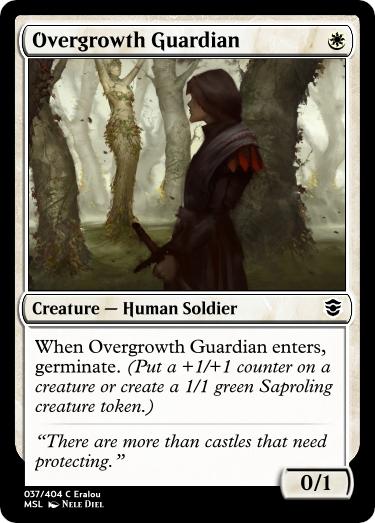 Overgrowth Guardian
Creature — Human Soldier
When Overgrowth Guardian enters,
germinate. (Put a +1/+1 counter on a
creature or create a 1/1 green Saproling
creature token.)
“There are more than castles that need
protecting.”
0/1
037/404 C Eralou
MSL Nele Diel